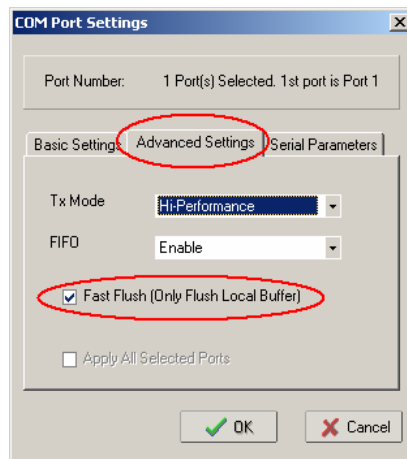 COM Port Settings
Port Number: 1 Port(s) Selected. 1st port is Port 1
Basic Settings Advanced Settings Serial Parameters
Tx Mode Hi-Performance
FIFO Enable
Fast Flush (Only Flush Local Buffer)
Apply All Selected Ports
OK Cancel